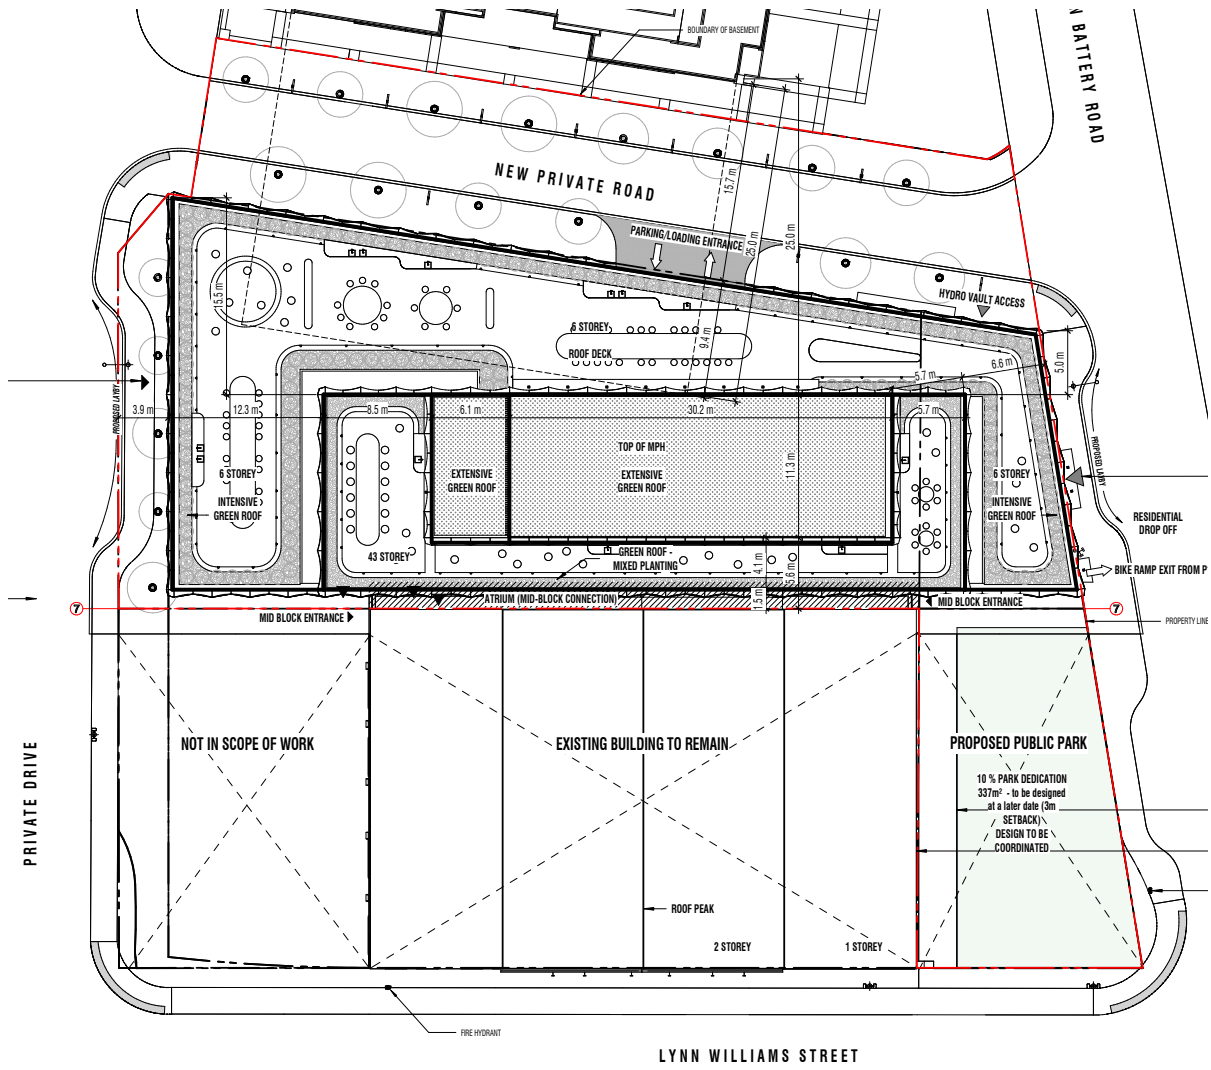 BOUNDARY OF BASEMENT
N BATTERY ROAD
NEW PRIVATE ROAD
15.7 m
25.0 m
25.0 m
PARKING/LOADING ENTRANCE
HYDRO VAULT ACCESS
15.5 m
6 STOREY
ROOF DECK
9.4 m
5.7 m
6.6 m
5.0 m
PROPOSED LAYBY
3.9 m
12.3 m
8.5 m
6.1 m
30.2 m
5.7 m
TOP OF MPH
EXTENSIVE
GREEN ROOF
EXTENSIVE
GREEN ROOF
11.3 m
6 STOREY
INTENSIVE
GREEN ROOF
6 STOREY
INTENSIVE
GREEN ROOF
PROPOSED LAYBY
RESIDENTIAL
DROP OFF
43 STOREY
GREEN ROOF -
MIXED PLANTING
4.1 m
5.6 m
1.5 m
BIKE RAMP EXIT FROM P
ATRIUM (MID-BLOCK CONNECTION)
MID BLOCK ENTRANCE
MID BLOCK ENTRANCE
7
7
PROPERTY LINE
NOT IN SCOPE OF WORK
EXISTING BUILDING TO REMAIN
PROPOSED PUBLIC PARK
10 % PARK DEDICATION
337m² - to be designed
at a later date (3m
SETBACK)
DESIGN TO BE
COORDINATED
PRIVATE DRIVE
ROOF PEAK
2 STOREY
1 STOREY
FIRE HYDRANT
LYNN WILLIAMS STREET